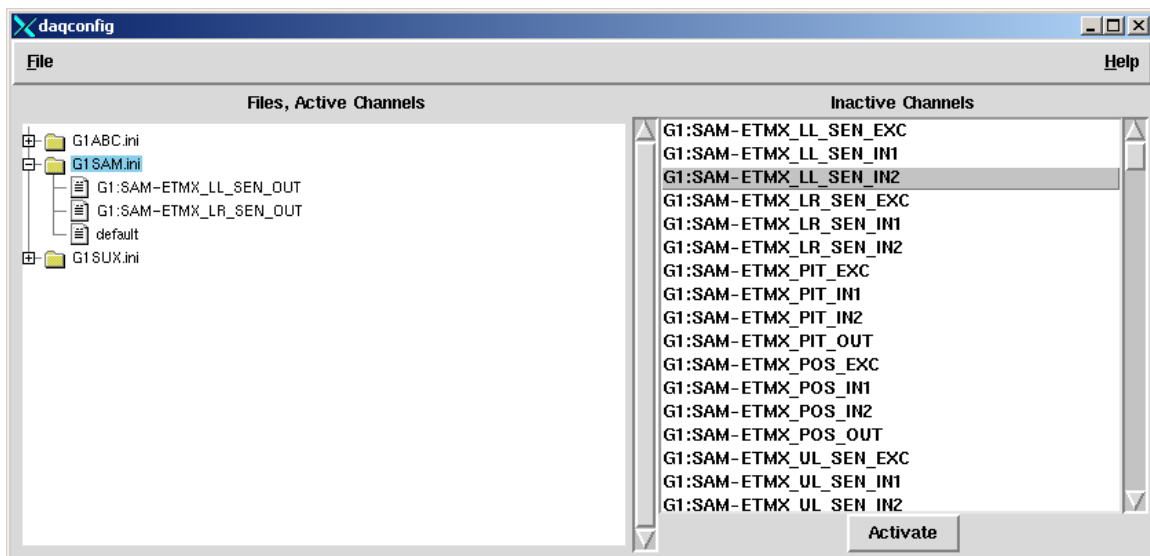 daqconfig
File Help
Files, Active Channels
G1ABC.ini
G1SAM.ini
G1:SAM-ETMX_LL_SEN_OUT
G1:SAM-ETMX_LR_SEN_OUT
default
G1SUX.ini
Inactive Channels
G1:SAM-ETMX_LL_SEN_EXC
G1:SAM-ETMX_LL_SEN_IN1
G1:SAM-ETMX_LL_SEN_IN2
G1:SAM-ETMX_LR_SEN_EXC
G1:SAM-ETMX_LR_SEN_IN1
G1:SAM-ETMX_LR_SEN_IN2
G1:SAM-ETMX_PIT_EXC
G1:SAM-ETMX_PIT_IN1
G1:SAM-ETMX_PIT_IN2
G1:SAM-ETMX_PIT_OUT
G1:SAM-ETMX_POS_EXC
G1:SAM-ETMX_POS_IN1
G1:SAM-ETMX_POS_IN2
G1:SAM-ETMX_POS_OUT
G1:SAM-ETMX_UL_SEN_EXC
G1:SAM-ETMX_UL_SEN_IN1
G1:SAM-ETMX_UL_SEN_IN2
Activate